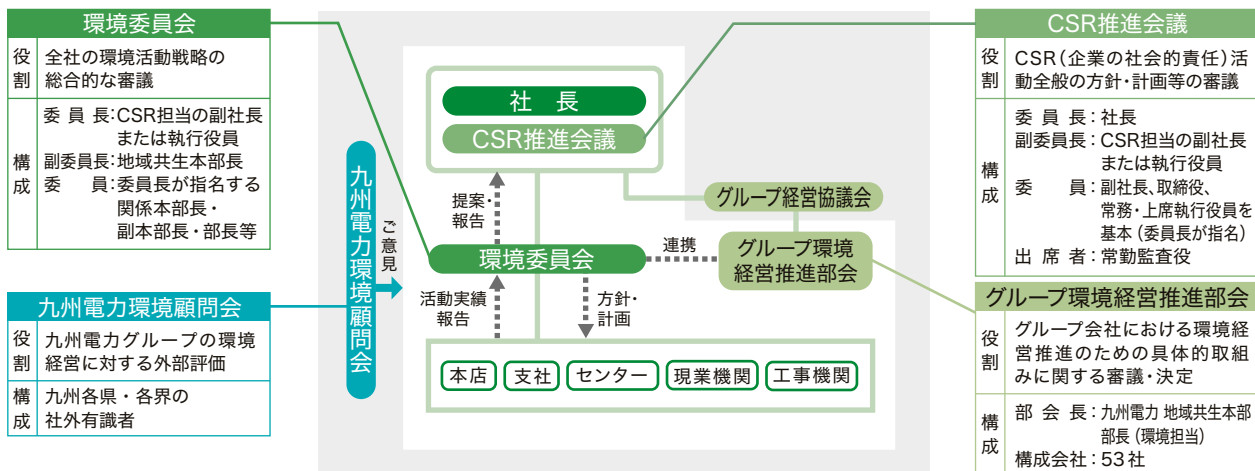 環境委員会
役割
全社の環境活動戦略の
総合的な審議
構成
委員長:CSR担当の副社長
または執行役員
副委員長:地域共生本部長
委員:委員長が指名する
関係本部長・
副本部長・部長等
九州電力環境顧問会
役割
九州電力グループの環境
経営に対する外部評価
構成
九州各県・各界の
社外有識者
九州電力環境顧問会
ご意見
社長
CSR推進会議
提案・
報告
グループ経営協議会
環境委員会
連携
グループ環境
経営推進部会
活動実績
報告
方針・
計画
本店
支社
センター
現業機関
工事機関
CSR推進会議
役割
CSR(企業の社会的責任)活
動全般の方針・計画等の審議
構成
委員長:社長
副委員長:CSR担当の副社長
または執行役員
委員:副社長、取締役、
常務・上席執行役員を
基本(委員長が指名)
出席者:常勤監査役
グループ環境経営推進部会
役割
グループ会社における環境経
営推進のための具体的取組
みに関する審議・決定
構成
部会長:九州電力 地域共生本部
部長(環境担当)
構成会社:53社